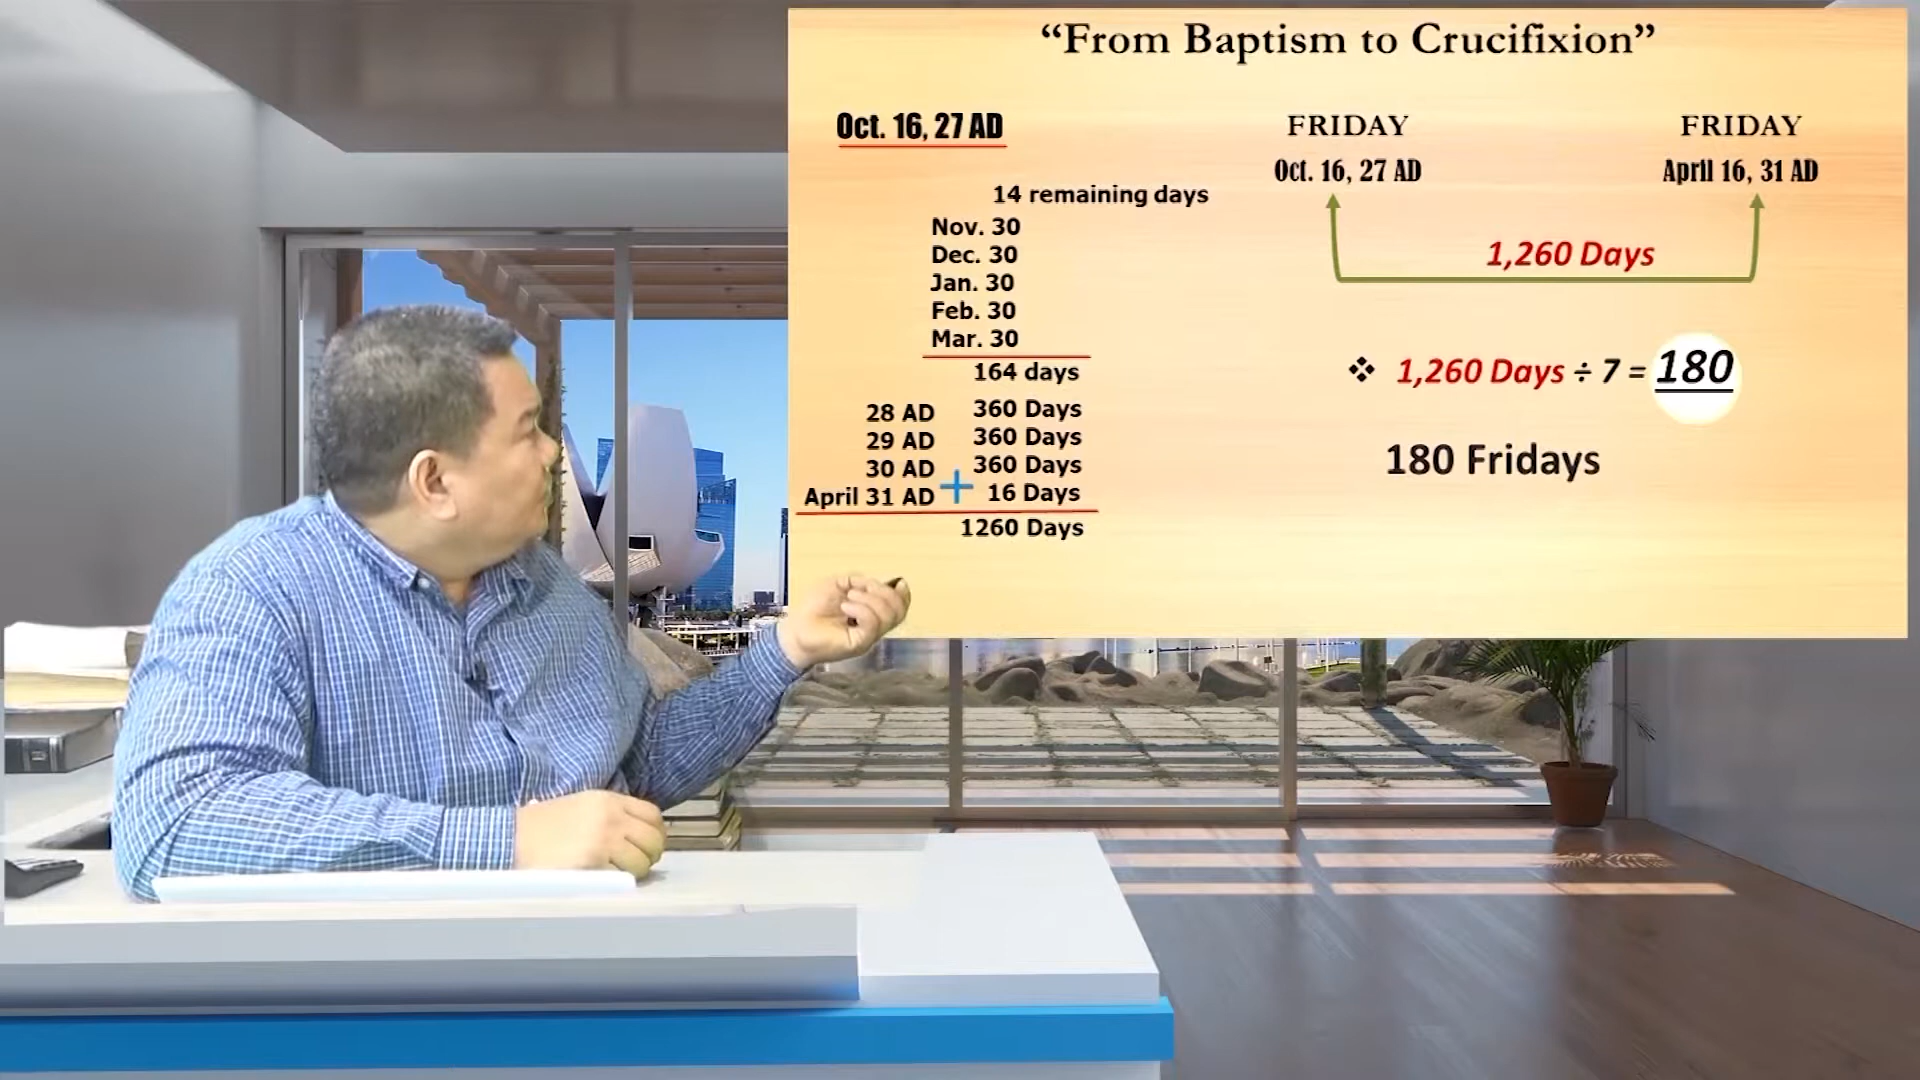 “From Baptism to Crucifixion”
Oct. 16, 27 AD
14 remaining days
Nov. 30
Dec. 30
Jan. 30
Feb. 30
Mar. 30
164 days
28 AD 360 Days
29 AD 360 Days
30 AD 360 Days
April 31 AD + 16 Days
1260 Days
FRIDAY FRIDAY
Oct. 16, 27 AD April 16, 31 AD
1,260 Days
❖ 1,260 Days ÷ 7 = 180
180 Fridays